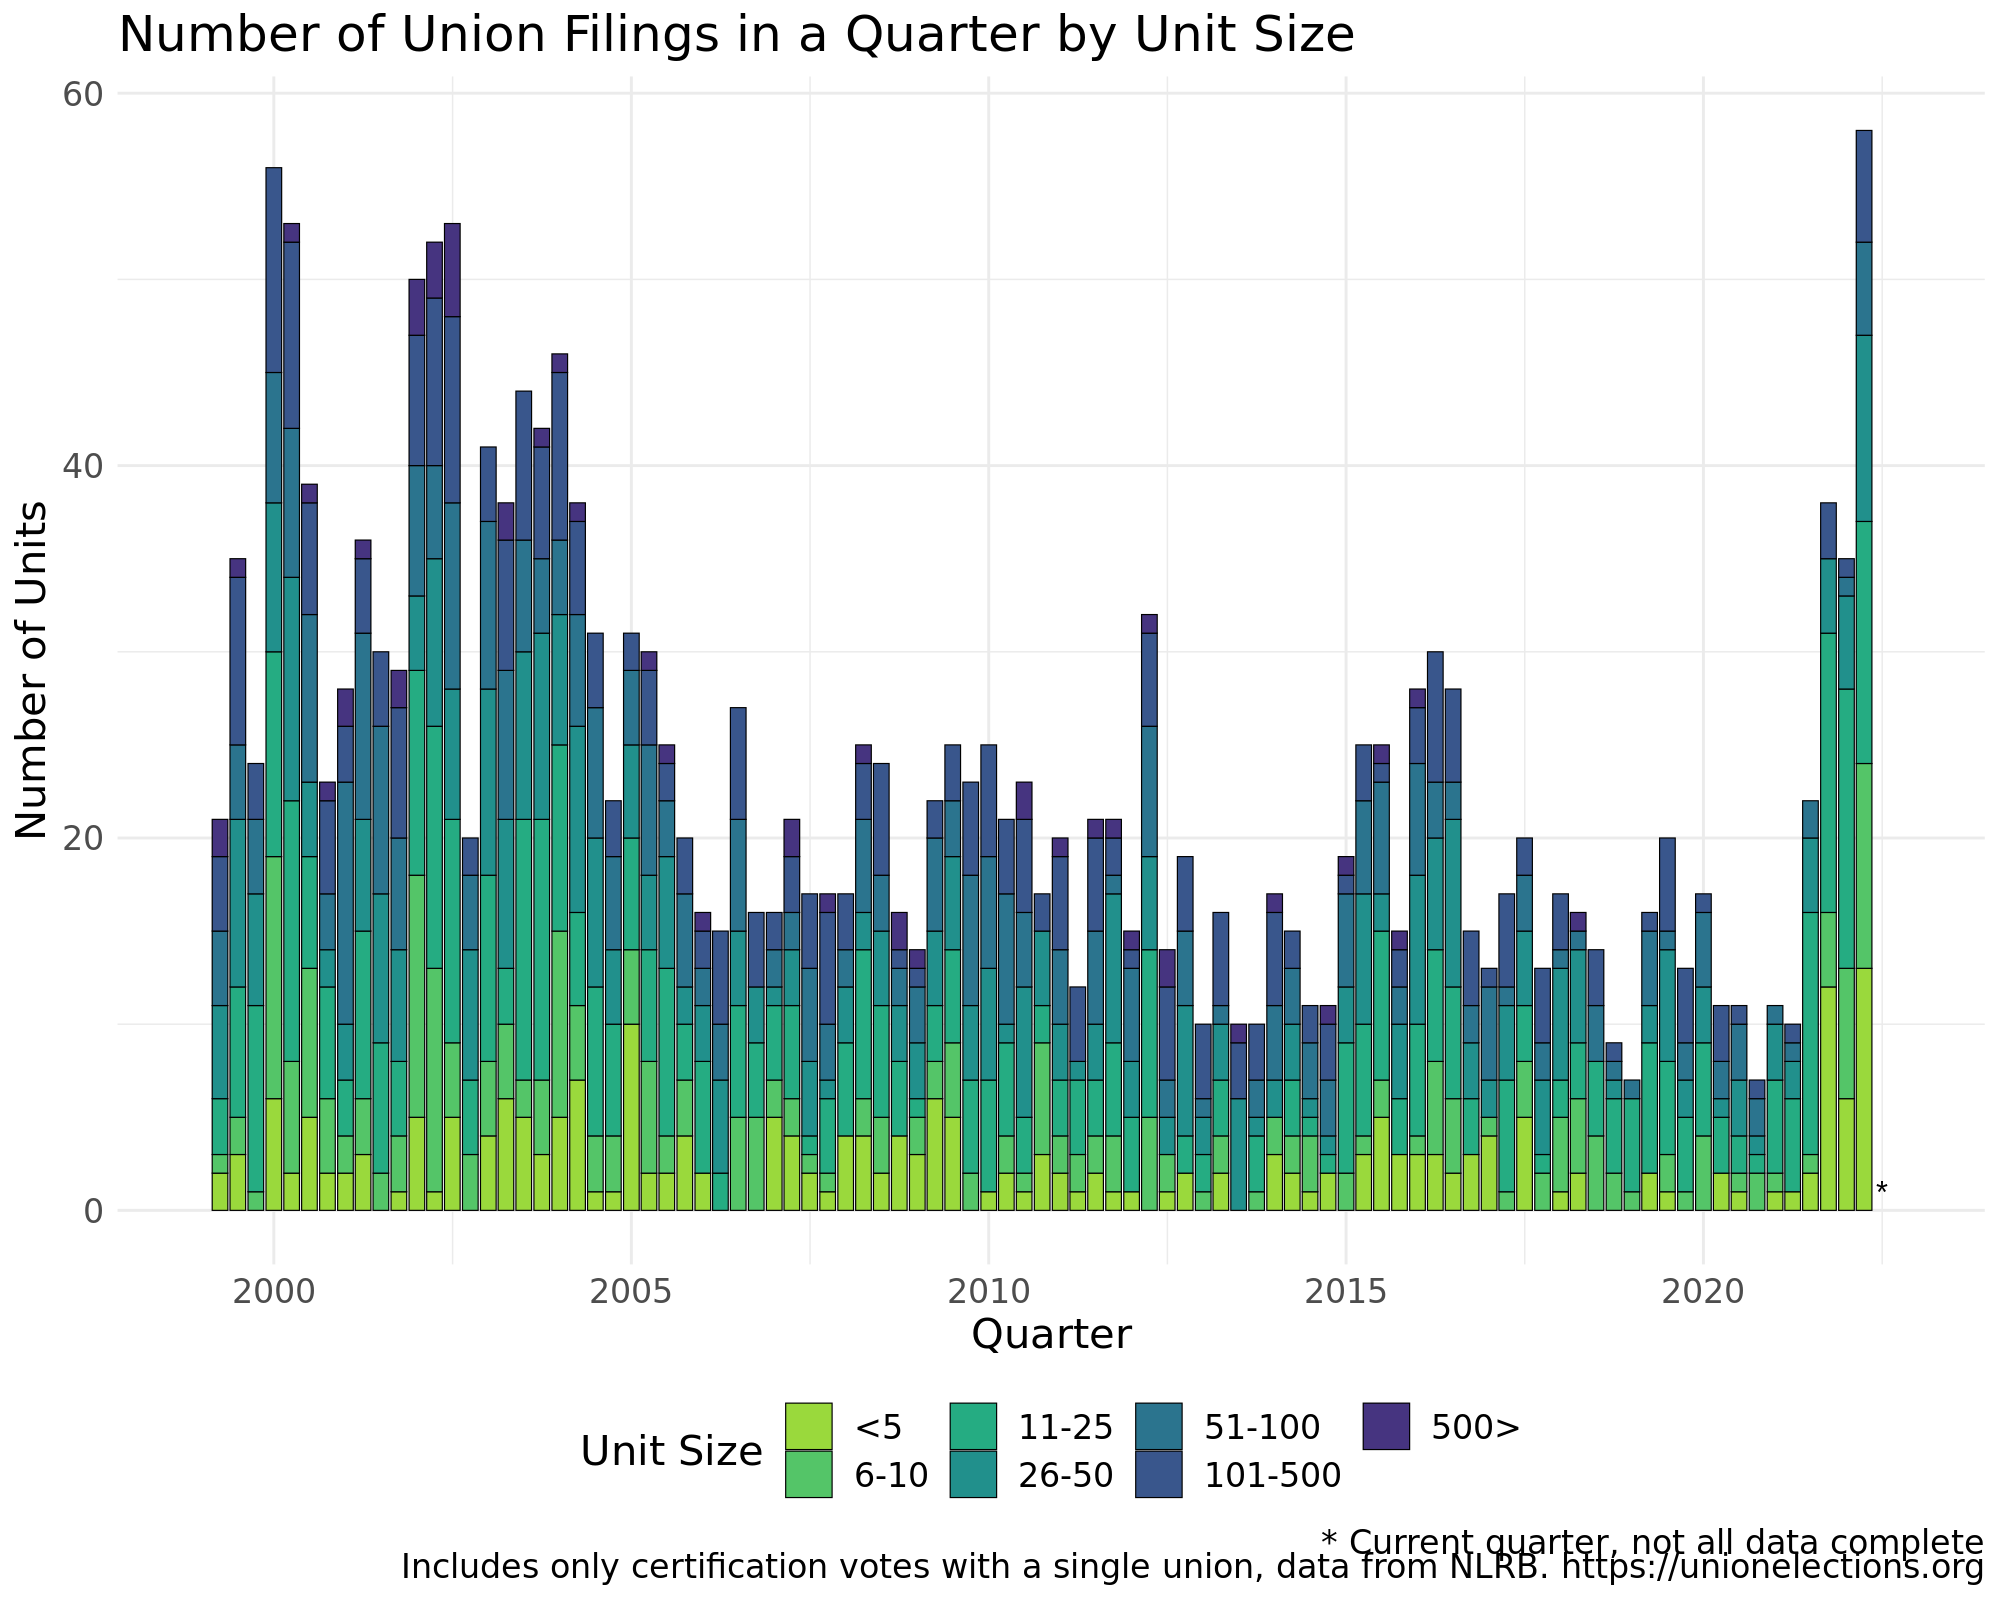 Number of Union Filings in a Quarter by Unit Size
Number of Units
60
40
20
0
*
2000 2005 2010 2015 2020
Quarter
Unit Size
<5 11-25 51-100 500>
6-10 26-50 101-500
* Current quarter, not all data complete
Includes only certification votes with a single union, data from NLRB. https://unionelections.org